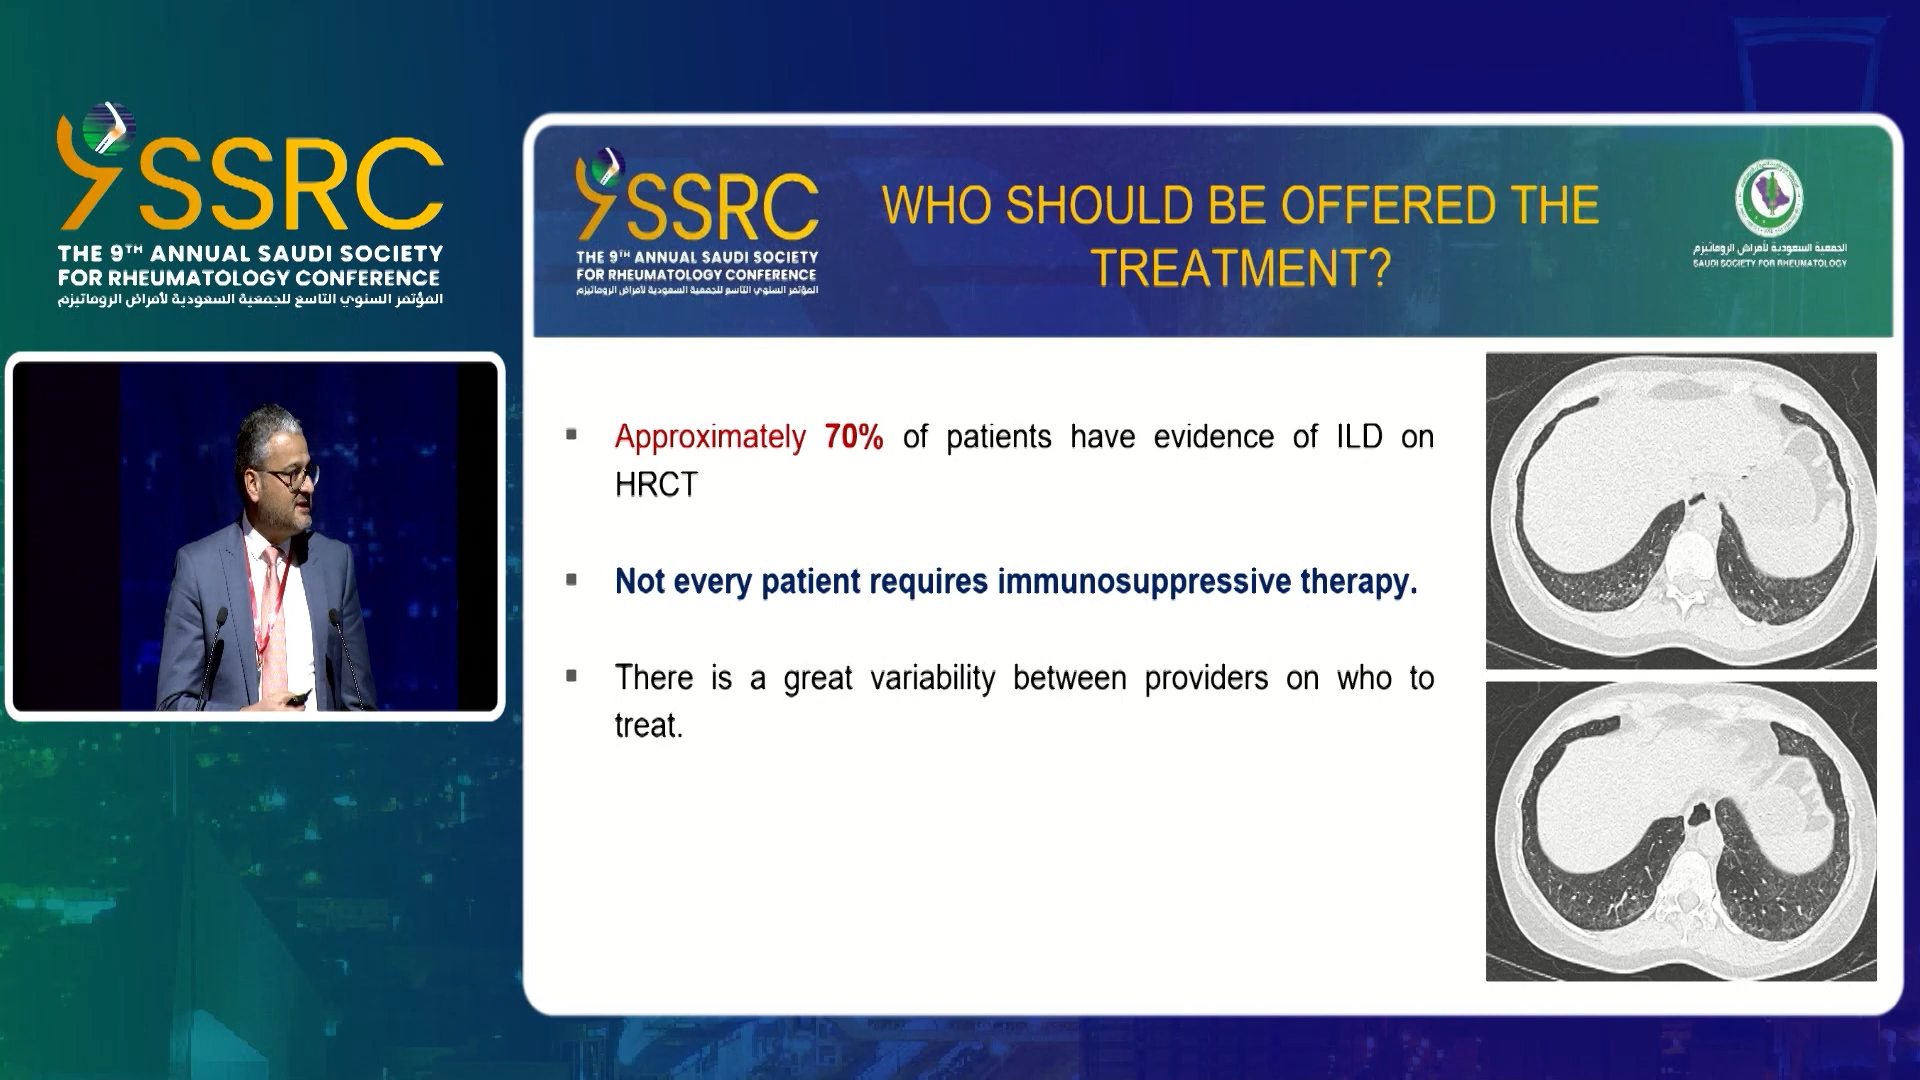 SSRC
THE 9TH ANNUAL SAUDI SOCIETY
FOR RHEUMATOLOGY CONFERENCE
المؤتمر السنوي التاسع للجمعية السعودية لأمراض الروماتيزم
SSRC
THE 9TH ANNUAL SAUDI SOCIETY
FOR RHEUMATOLOGY CONFERENCE
المؤتمر السنوي التاسع للجمعية السعودية لأمراض الروماتيزم
WHO SHOULD BE OFFERED THE
TREATMENT?
الجمعية السعودية لأمراض الروماتيزم
SAUDI SOCIETY FOR RHEUMATOLOGY
▪ Approximately 70% of patients have evidence of ILD on
HRCT
▪ Not every patient requires immunosuppressive therapy.
▪ There is a great variability between providers on who to
treat.